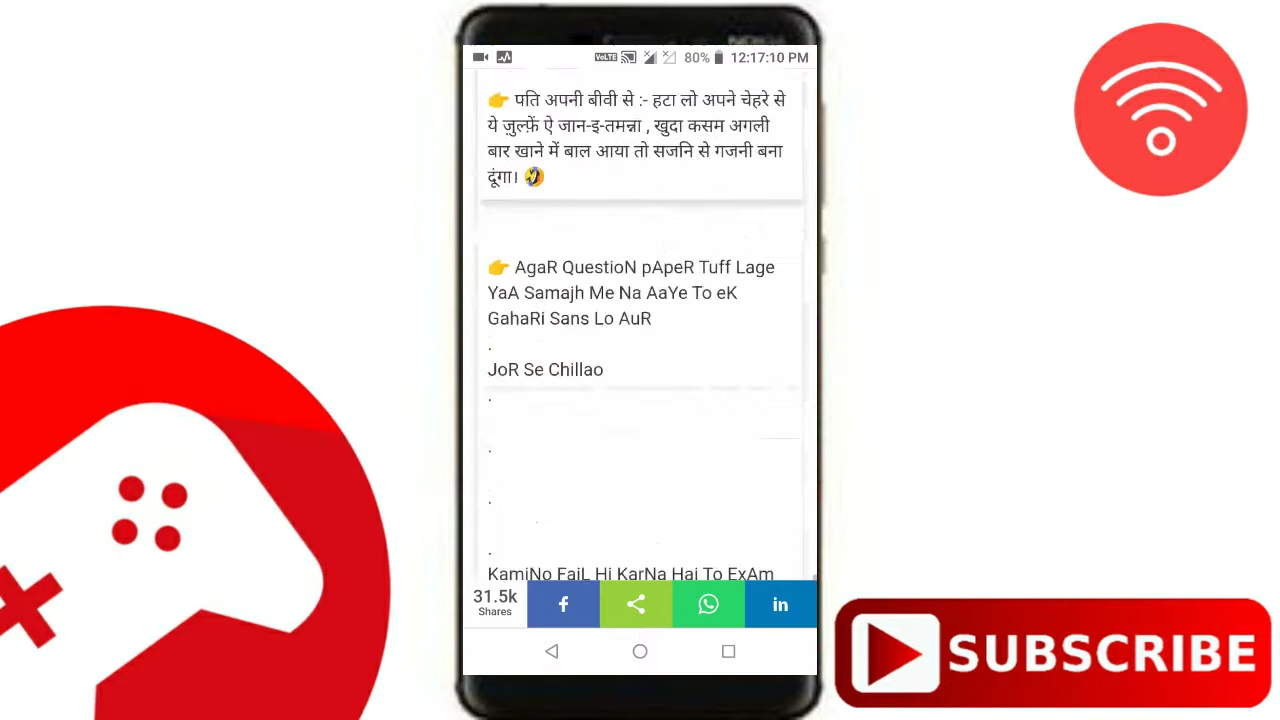 VoLTE 80% 12:17:10 PM
👉 पति अपनी बीवी से :- हटा लो अपने चेहरे से
ये जुल्फ़ें ऐ जान-इ-तमन्ना , खुदा कसम अगली
बार खाने में बाल आया तो सजनि से गजनी बना
दूंगा। 🤣
👉 AgaR QuestioN pApeR Tuff Lage
YaA Samajh Me Na AaYe To eK
GahaRi Sans Lo AuR
.
JoR Se Chillao
.
.
.
.
KamiNo FaiL Hi KarNa Hai To ExAm
31.5k
Shares
f
in
SUBSCRIBE